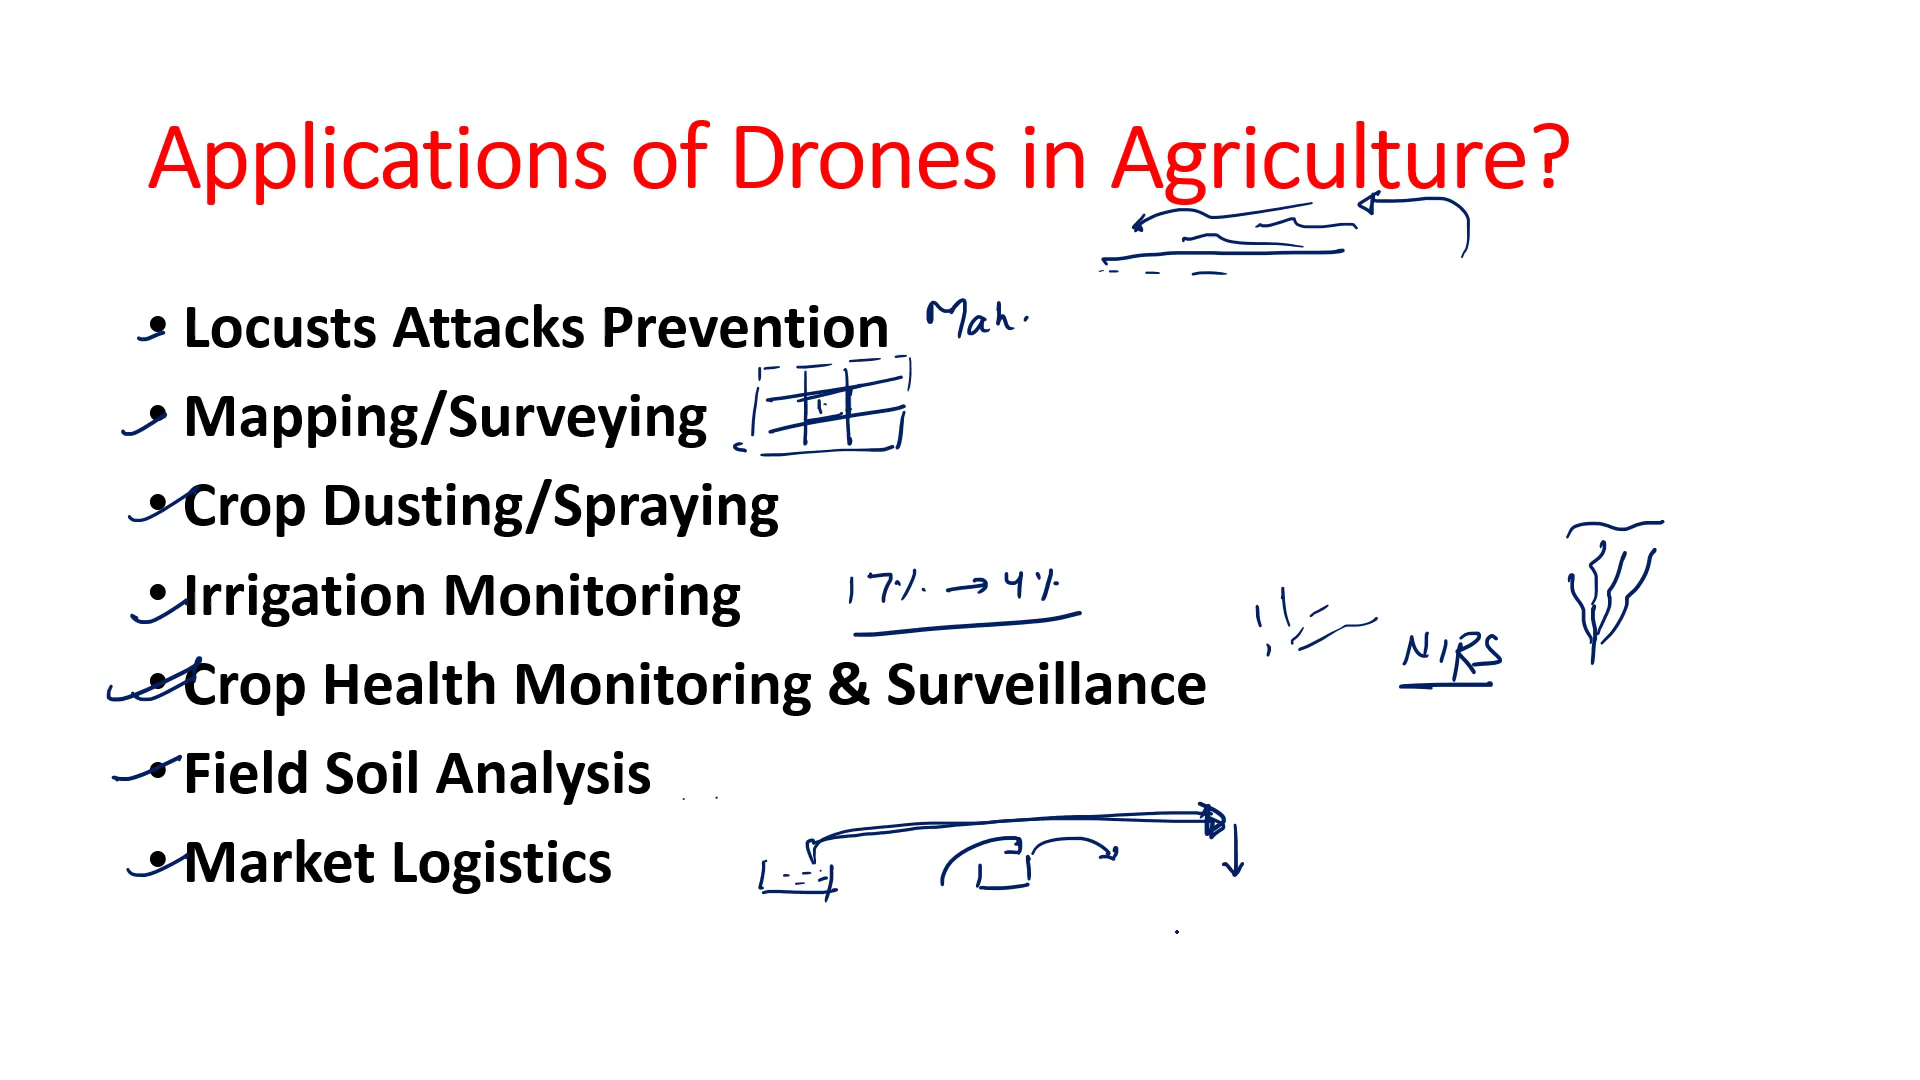 Applications of Drones in Agriculture?
• Locusts Attacks Prevention Mah.
• Mapping/Surveying
• Crop Dusting/Spraying
• Irrigation Monitoring 17% → 4%
• Crop Health Monitoring & Surveillance NIRS
• Field Soil Analysis
• Market Logistics